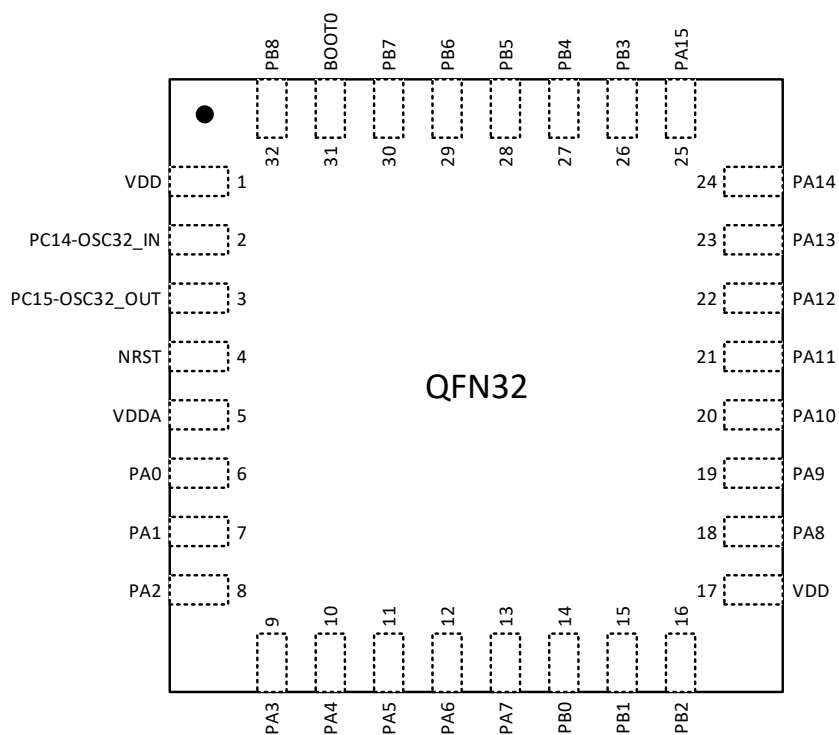 PB8 BOOT0 PB7 PB6 PB5 PB4 PB3 PA15
32 31 30 29 28 27 26 25
VDD 1 24 PA14
PC14-OSC32_IN 2 23 PA13
PC15-OSC32_OUT 3 22 PA12
NRST 4 21 PA11
QFN32
VDDA 5 20 PA10
PA0 6 19 PA9
PA1 7 18 PA8
PA2 8 17 VDD
9 10 11 12 13 14 15 16
PA3 PA4 PA5 PA6 PA7 PB0 PB1 PB2